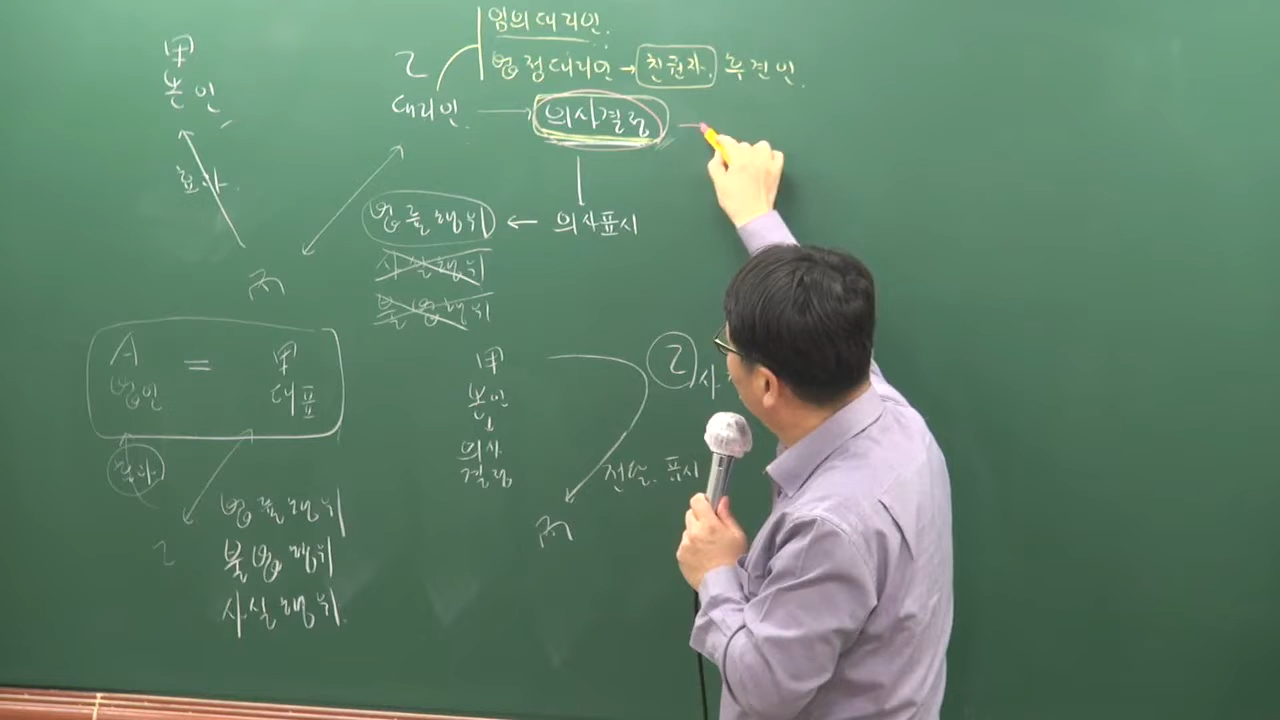 임의대리인.
법정대리인 → 친권자. 후견인.
甲
본인
乙
대리인. → 의사결정
효과
법률행위 ← 의사표시
사실행위
불법행위
丙
A = 甲
법인 대표
효과
乙
법률행위
불법행위
사실행위.
甲
본인
의사
결정
乙 사
전달. 표시
丙